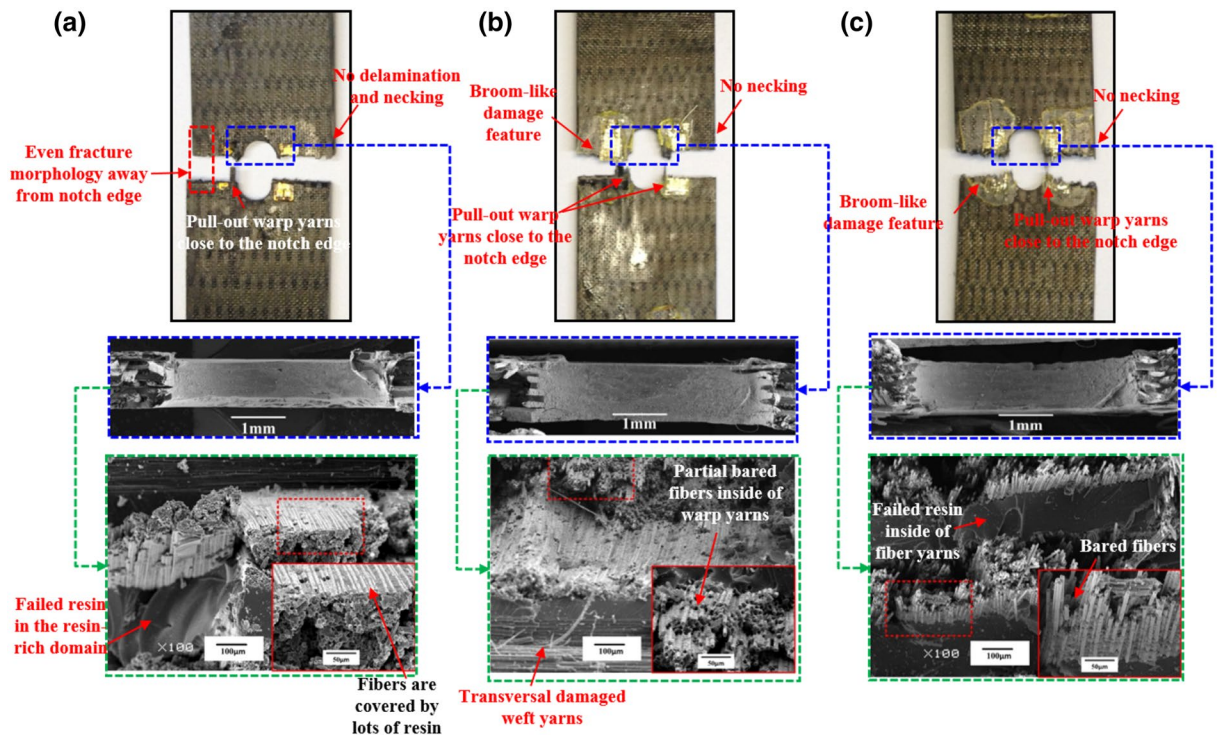 (a)
No delamination
and necking
Even fracture
morphology away
from notch edge
Pull-out warp yarns
close to the notch edge
1mm
Failed resin
in the resin-
rich domain
×100
100μm
50μm
Fibers are
covered by
lots of resin
(b)
Broom-like
damage
feature
No necking
Pull-out warp
yarns close to the
notch edge
1mm
Partial bared
fibers inside of
warp yarns
100μm
50μm
Transversal damaged
weft yarns
(c)
No necking
Broom-like
damage feature
Pull-out warp yarns
close to the notch edge
1mm
Failed resin
inside of
fiber yarns
Bared fibers
×100
100μm
50μm